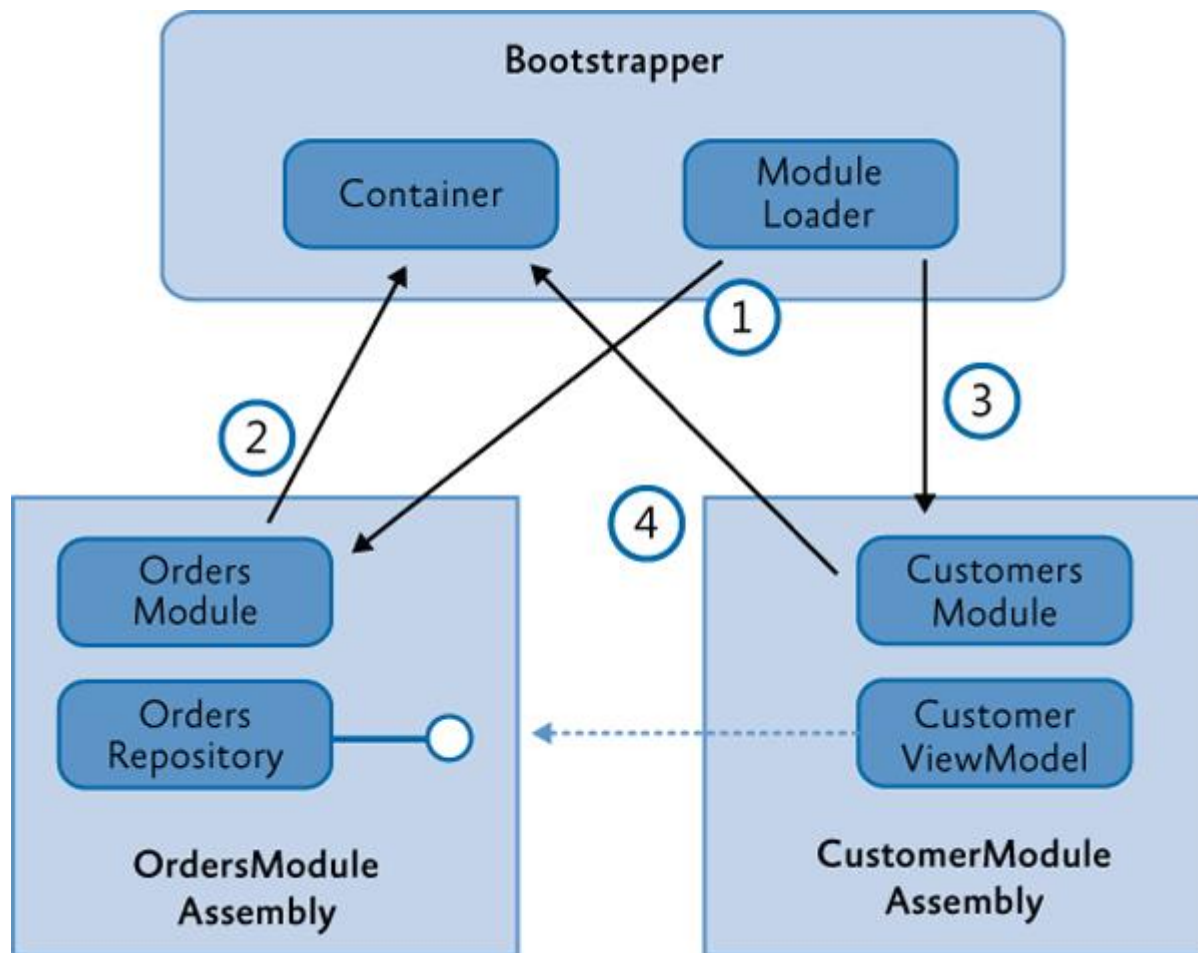 Bootstrapper
Container
Module
Loader
1
2
3
4
Orders
Module
Customers
Module
Orders
Repository
Customer
ViewModel
OrdersModule
Assembly
CustomerModule
Assembly